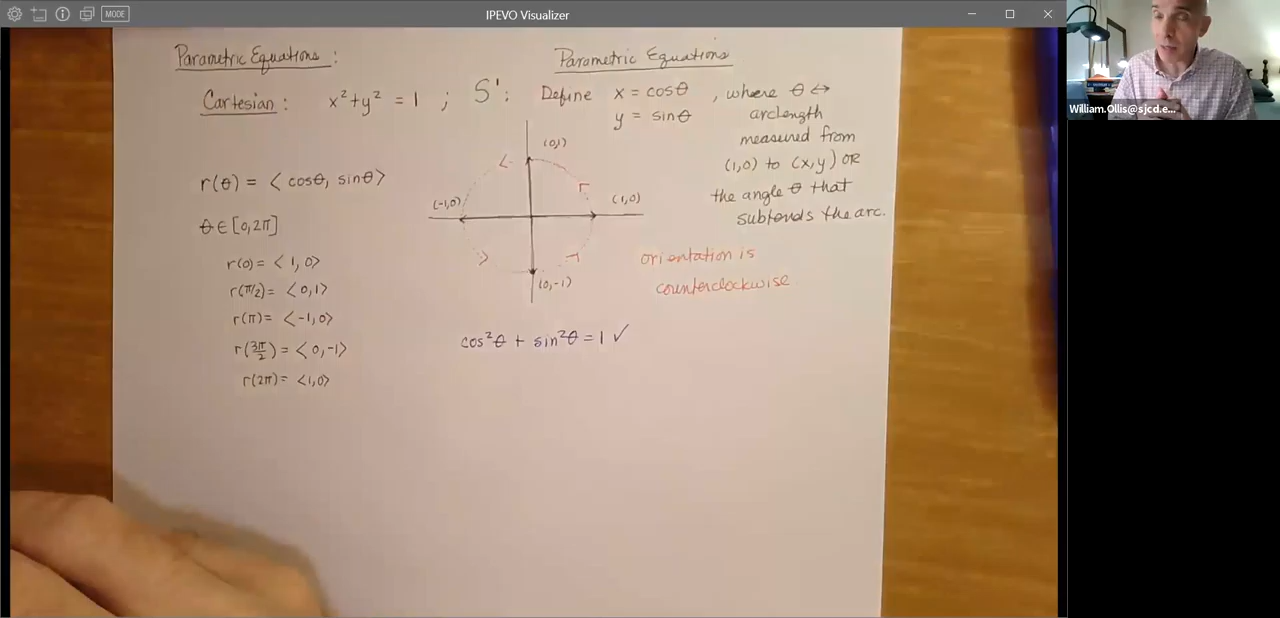 IPEVO Visualizer
MODE
William.Ollis@sjcd.e...
Parametric Equations :
Parametric Equations
Cartesian : x² + y² = 1 ; S¹ : Define x = cosθ , where θ ↔
y = sinθ arclength
measured from
(1,0) to (x,y) OR
the angle θ that
subtends the arc.
r(θ) = < cosθ, sinθ >
θ ∈ [0, 2π]
r(0) = < 1, 0>
r(π/2) = < 0, 1>
r(π) = < -1, 0>
r(3π/2) = < 0, -1>
r(2π) = <1,0>
(0,1)
(-1,0)
(1,0)
(0,-1)
orientation is
counterclockwise.
cos²θ + sin²θ = 1 ✓